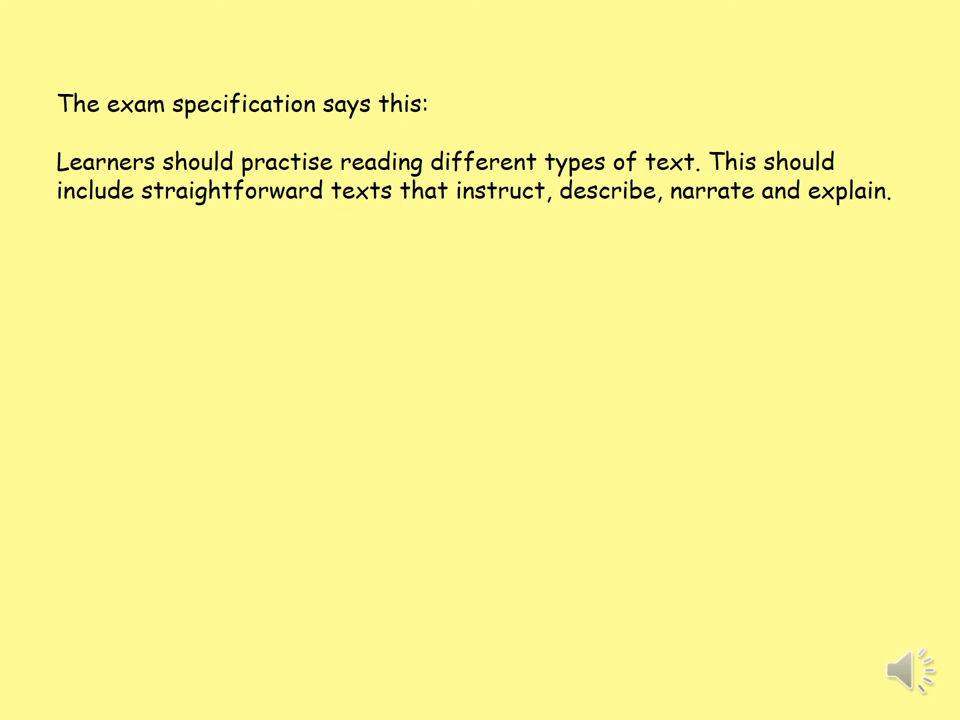 The exam specification says this:
Learners should practise reading different types of text. This should
include straightforward texts that instruct, describe, narrate and explain.